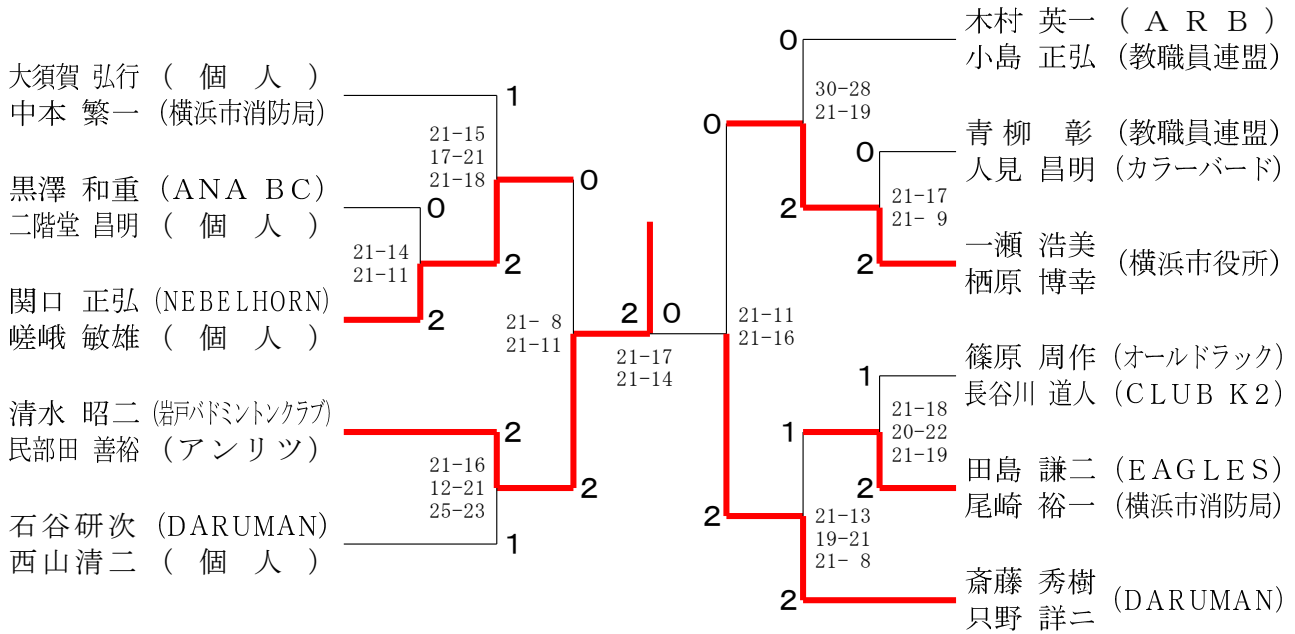 大須賀 弘行 ( 個 人 )
中本 繁一 (横浜市消防局)
1
21-15
17-21
21-18
黒澤 和重 (ANA BC)
二階堂 昌明 ( 個 人 )
0
21-14
21-11
2
関口 正弘 (NEBELHORN)
嵯峨 敏雄 ( 個 人 )
2
0
21- 8
21-11
清水 昭二 (岩戸バドミントンクラブ)
民部田 善裕 (アンリツ)
2
21-16
12-21
25-23
2
石谷研次 (DARUMAN)
西山清二 ( 個 人 )
1
2 0
21-17
21-14
木村 英一 (ARB)
小島 正弘 (教職員連盟)
0
30-28
21-19
0
青柳 彰 (教職員連盟)
人見 昌明 (カラーバード)
0
21-17
21- 9
2
一瀬 浩美
栖原 博幸
(横浜市役所)
2
21-11
21-16
篠原 周作 (オールドラック)
長谷川 道人 (CLUB K2)
1
21-18
20-22
21-19
1
田島 謙二 (EAGLES)
尾崎 裕一 (横浜市消防局)
2
2
21-13
19-21
21- 8
斎藤 秀樹
只野 詳ニ
(DARUMAN)
2